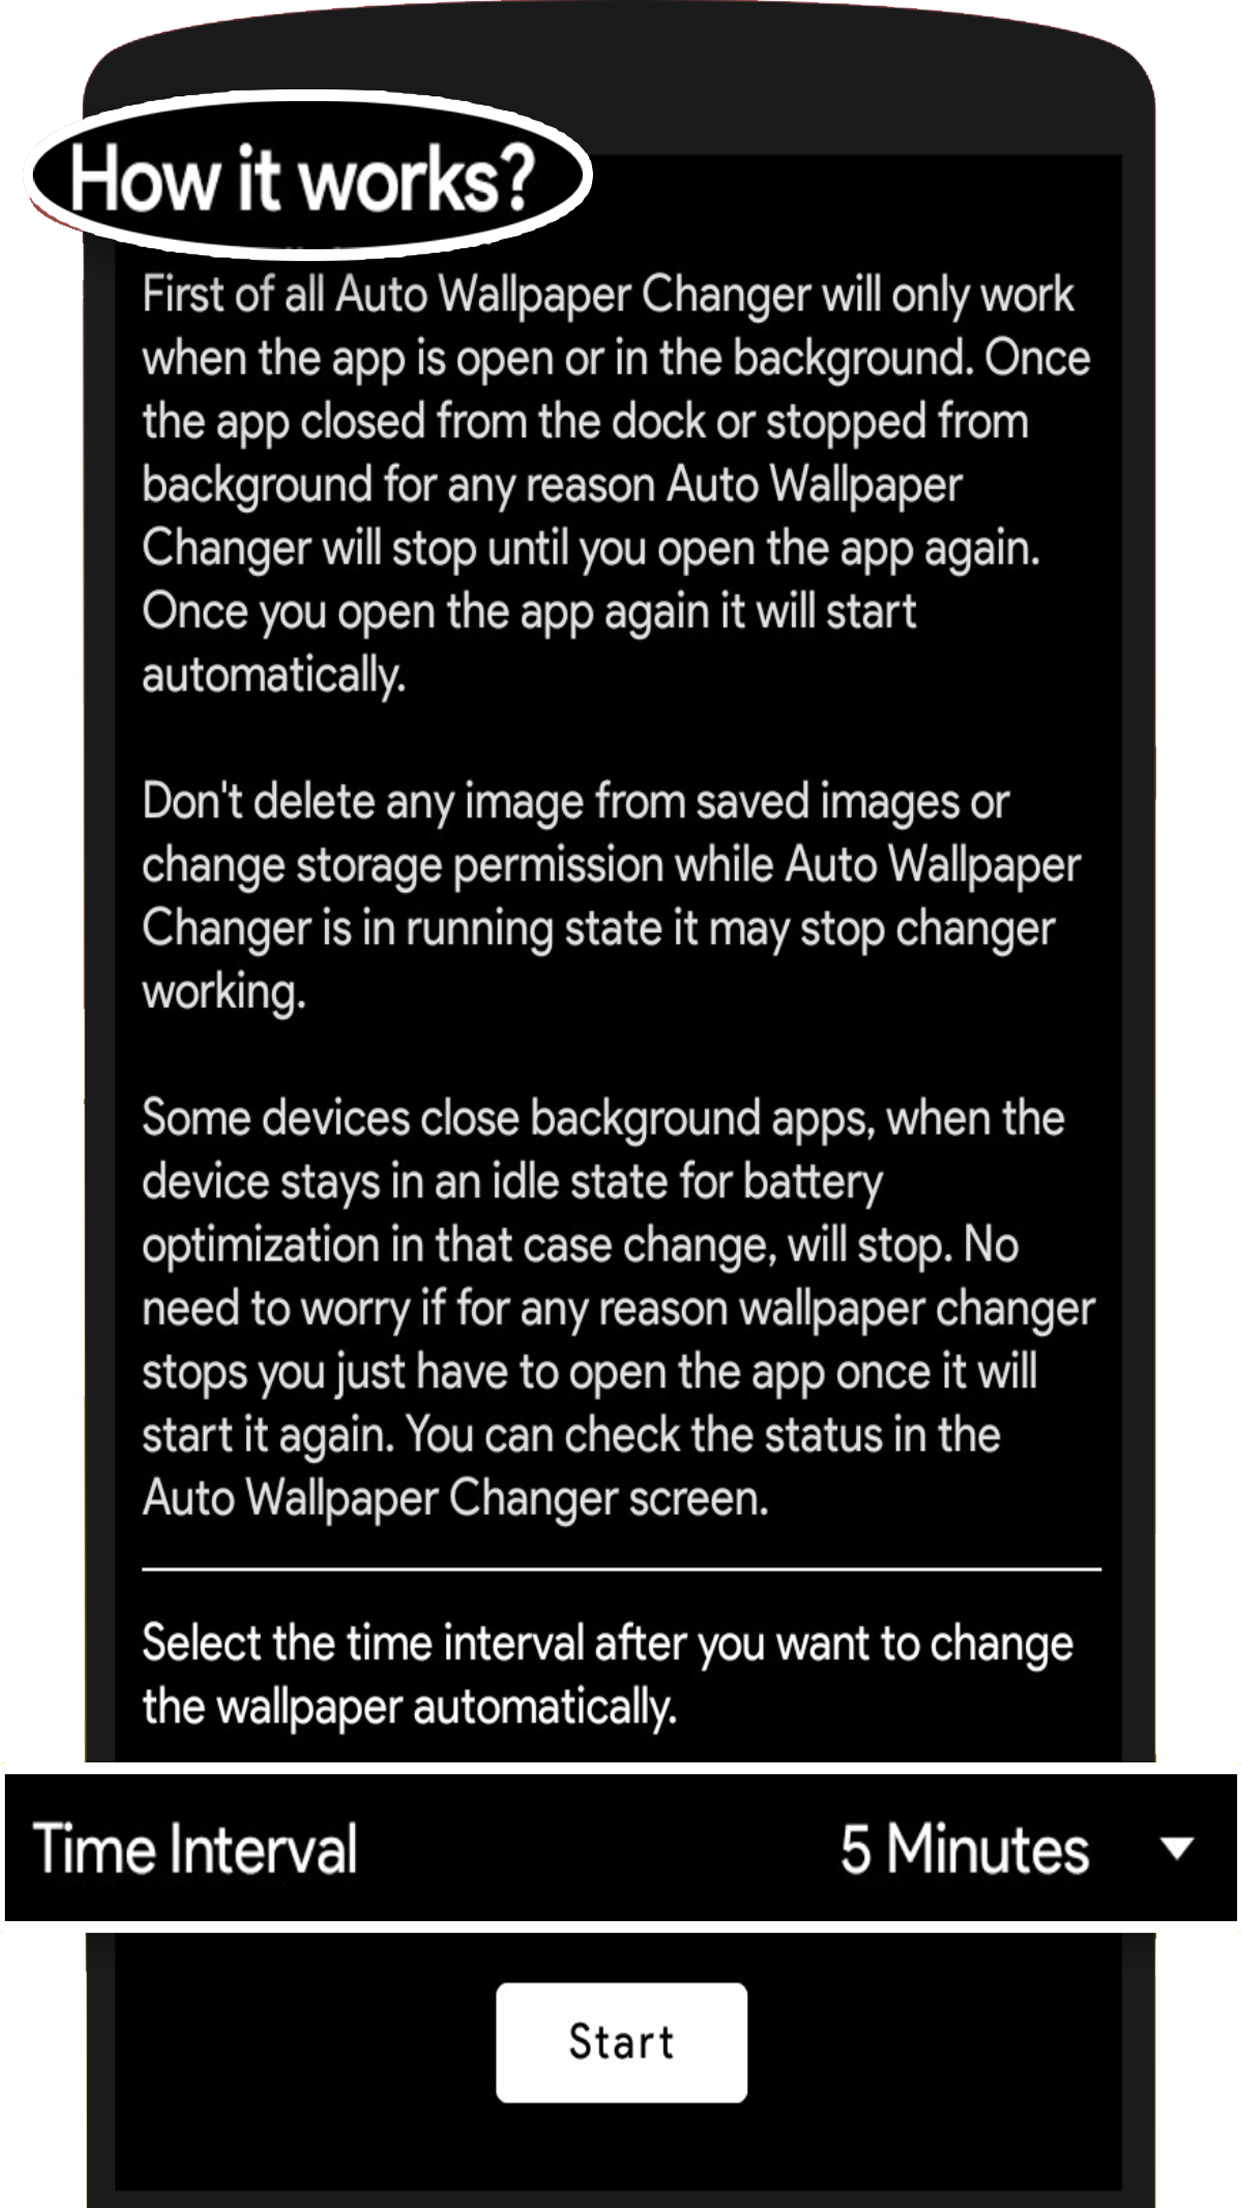 How it works?
First of all Auto Wallpaper Changer will only work
when the app is open or in the background. Once
the app closed from the dock or stopped from
background for any reason Auto Wallpaper
Changer will stop until you open the app again.
Once you open the app again it will start
automatically.
Don't delete any image from saved images or
change storage permission while Auto Wallpaper
Changer is in running state it may stop changer
working.
Some devices close background apps, when the
device stays in an idle state for battery
optimization in that case change, will stop. No
need to worry if for any reason wallpaper changer
stops you just have to open the app once it will
start it again. You can check the status in the
Auto Wallpaper Changer screen.
Select the time interval after you want to change
the wallpaper automatically.
Time Interval 5 Minutes
Start